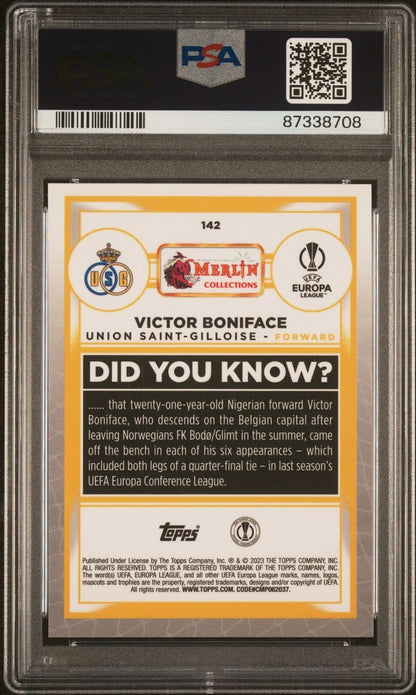 PSA
87338708
142
USG
MERLIN
COLLECTIONS
UEFA
EUROPA
LEAGUE™
VICTOR BONIFACE
UNION SAINT-GILLOISE - FORWARD
DID YOU KNOW?
...... that twenty-one-year-old Nigerian forward Victor
Boniface, who descends on the Belgian capital after
leaving Norwegians FK Bodø/Glimt in the summer, came
off the bench in each of his six appearances – which
included both legs of a quarter-final tie – in last season's
UEFA Europa Conference League.
topps
Published Under License by The Topps Company, Inc. ® & © 2023 THE TOPPS COMPANY, INC.
ALL RIGHTS RESERVED. TOPPS IS A REGISTERED TRADEMARK OF THE TOPPS COMPANY, INC.
The word(s) UEFA, EUROPA LEAGUE, and all other UEFA Europa League marks, names, logos,
mascots and trophies are the property, registered trademarks, designs and/or copyright of UEFA.
All rights reserved. WWW.TOPPS.COM. CODE#CMP062037.